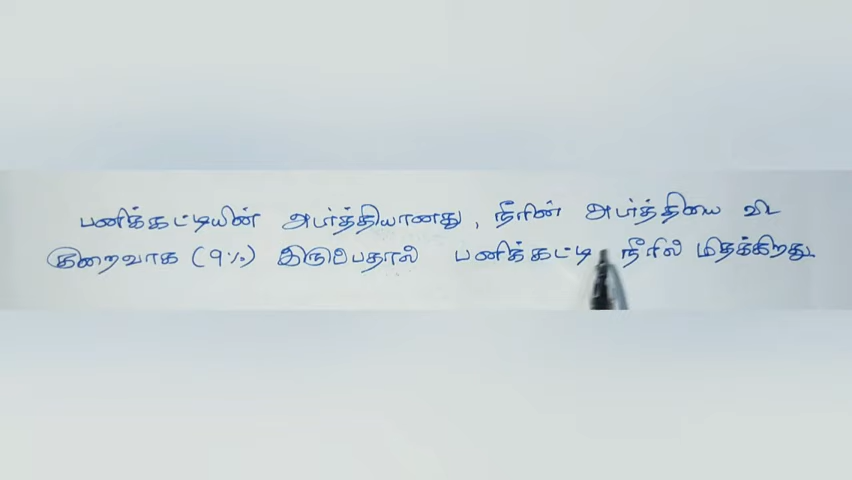 பனிக்கட்டியின் அடர்த்தியானது, நீரின் அடர்த்தியை விட
குறைவாக (9%) இருப்பதால் பனிக்கட்டி நீரில் மிதக்கிறது